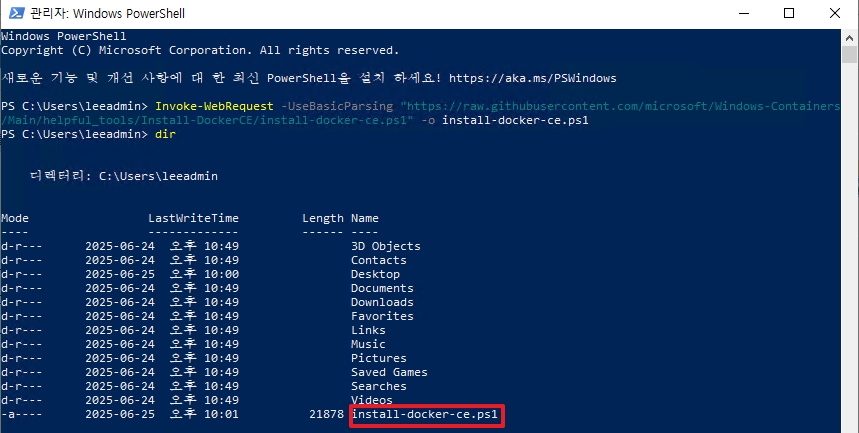 관리자: Windows PowerShell
Windows PowerShell
Copyright (C) Microsoft Corporation. All rights reserved.
새로운 기능 및 개선 사항에 대 한 최신 PowerShell을 설치 하세요! https://aka.ms/PSWindows
PS C:\Users\leeadmin> Invoke-WebRequest -UseBasicParsing "https://raw.githubusercontent.com/microsoft/Windows-Containers
/Main/helpful_tools/Install-DockerCE/install-docker-ce.ps1" -o install-docker-ce.ps1
PS C:\Users\leeadmin> dir
디렉터리: C:\Users\leeadmin
Mode                 LastWriteTime         Length Name
----                 -------------         ------ ----
d-r---      2025-06-24  오후 10:49                3D Objects
d-r---      2025-06-24  오후 10:49                Contacts
d-r---      2025-06-25  오후 10:00                Desktop
d-r---      2025-06-24  오후 10:49                Documents
d-r---      2025-06-24  오후 10:49                Downloads
d-r---      2025-06-24  오후 10:49                Favorites
d-r---      2025-06-24  오후 10:49                Links
d-r---      2025-06-24  오후 10:49                Music
d-r---      2025-06-24  오후 10:49                Pictures
d-r---      2025-06-24  오후 10:49                Saved Games
d-r---      2025-06-24  오후 10:49                Searches
d-r---      2025-06-24  오후 10:49                Videos
-a----      2025-06-25  오후 10:01          21878 install-docker-ce.ps1